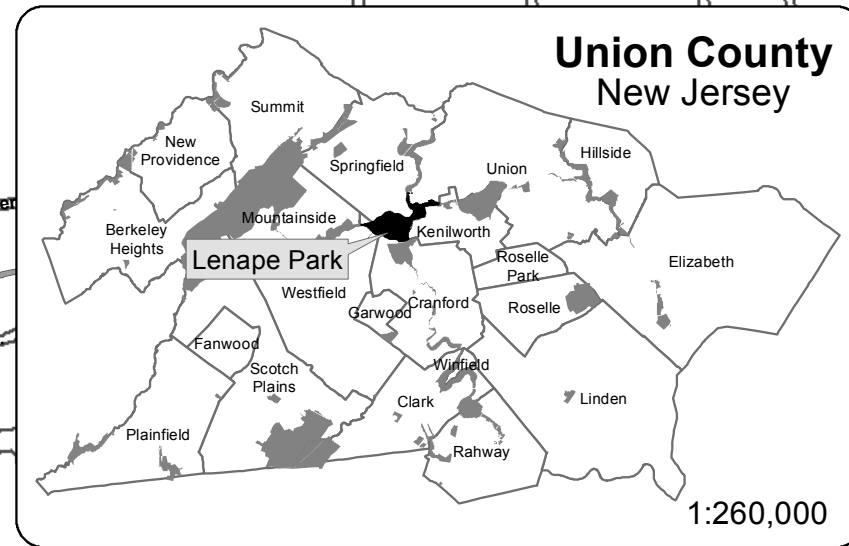 Union County
New Jersey
Summit
New
Providence
Springfield
Union
Hillside
Berkeley
Heights
Mountainside
Kenilworth
Lenape Park
Roselle
Park
Elizabeth
Westfield
Garwood
Cranford
Roselle
Fanwood
Scotch
Plains
Winfield
Clark
Linden
Plainfield
Rahway
1:260,000